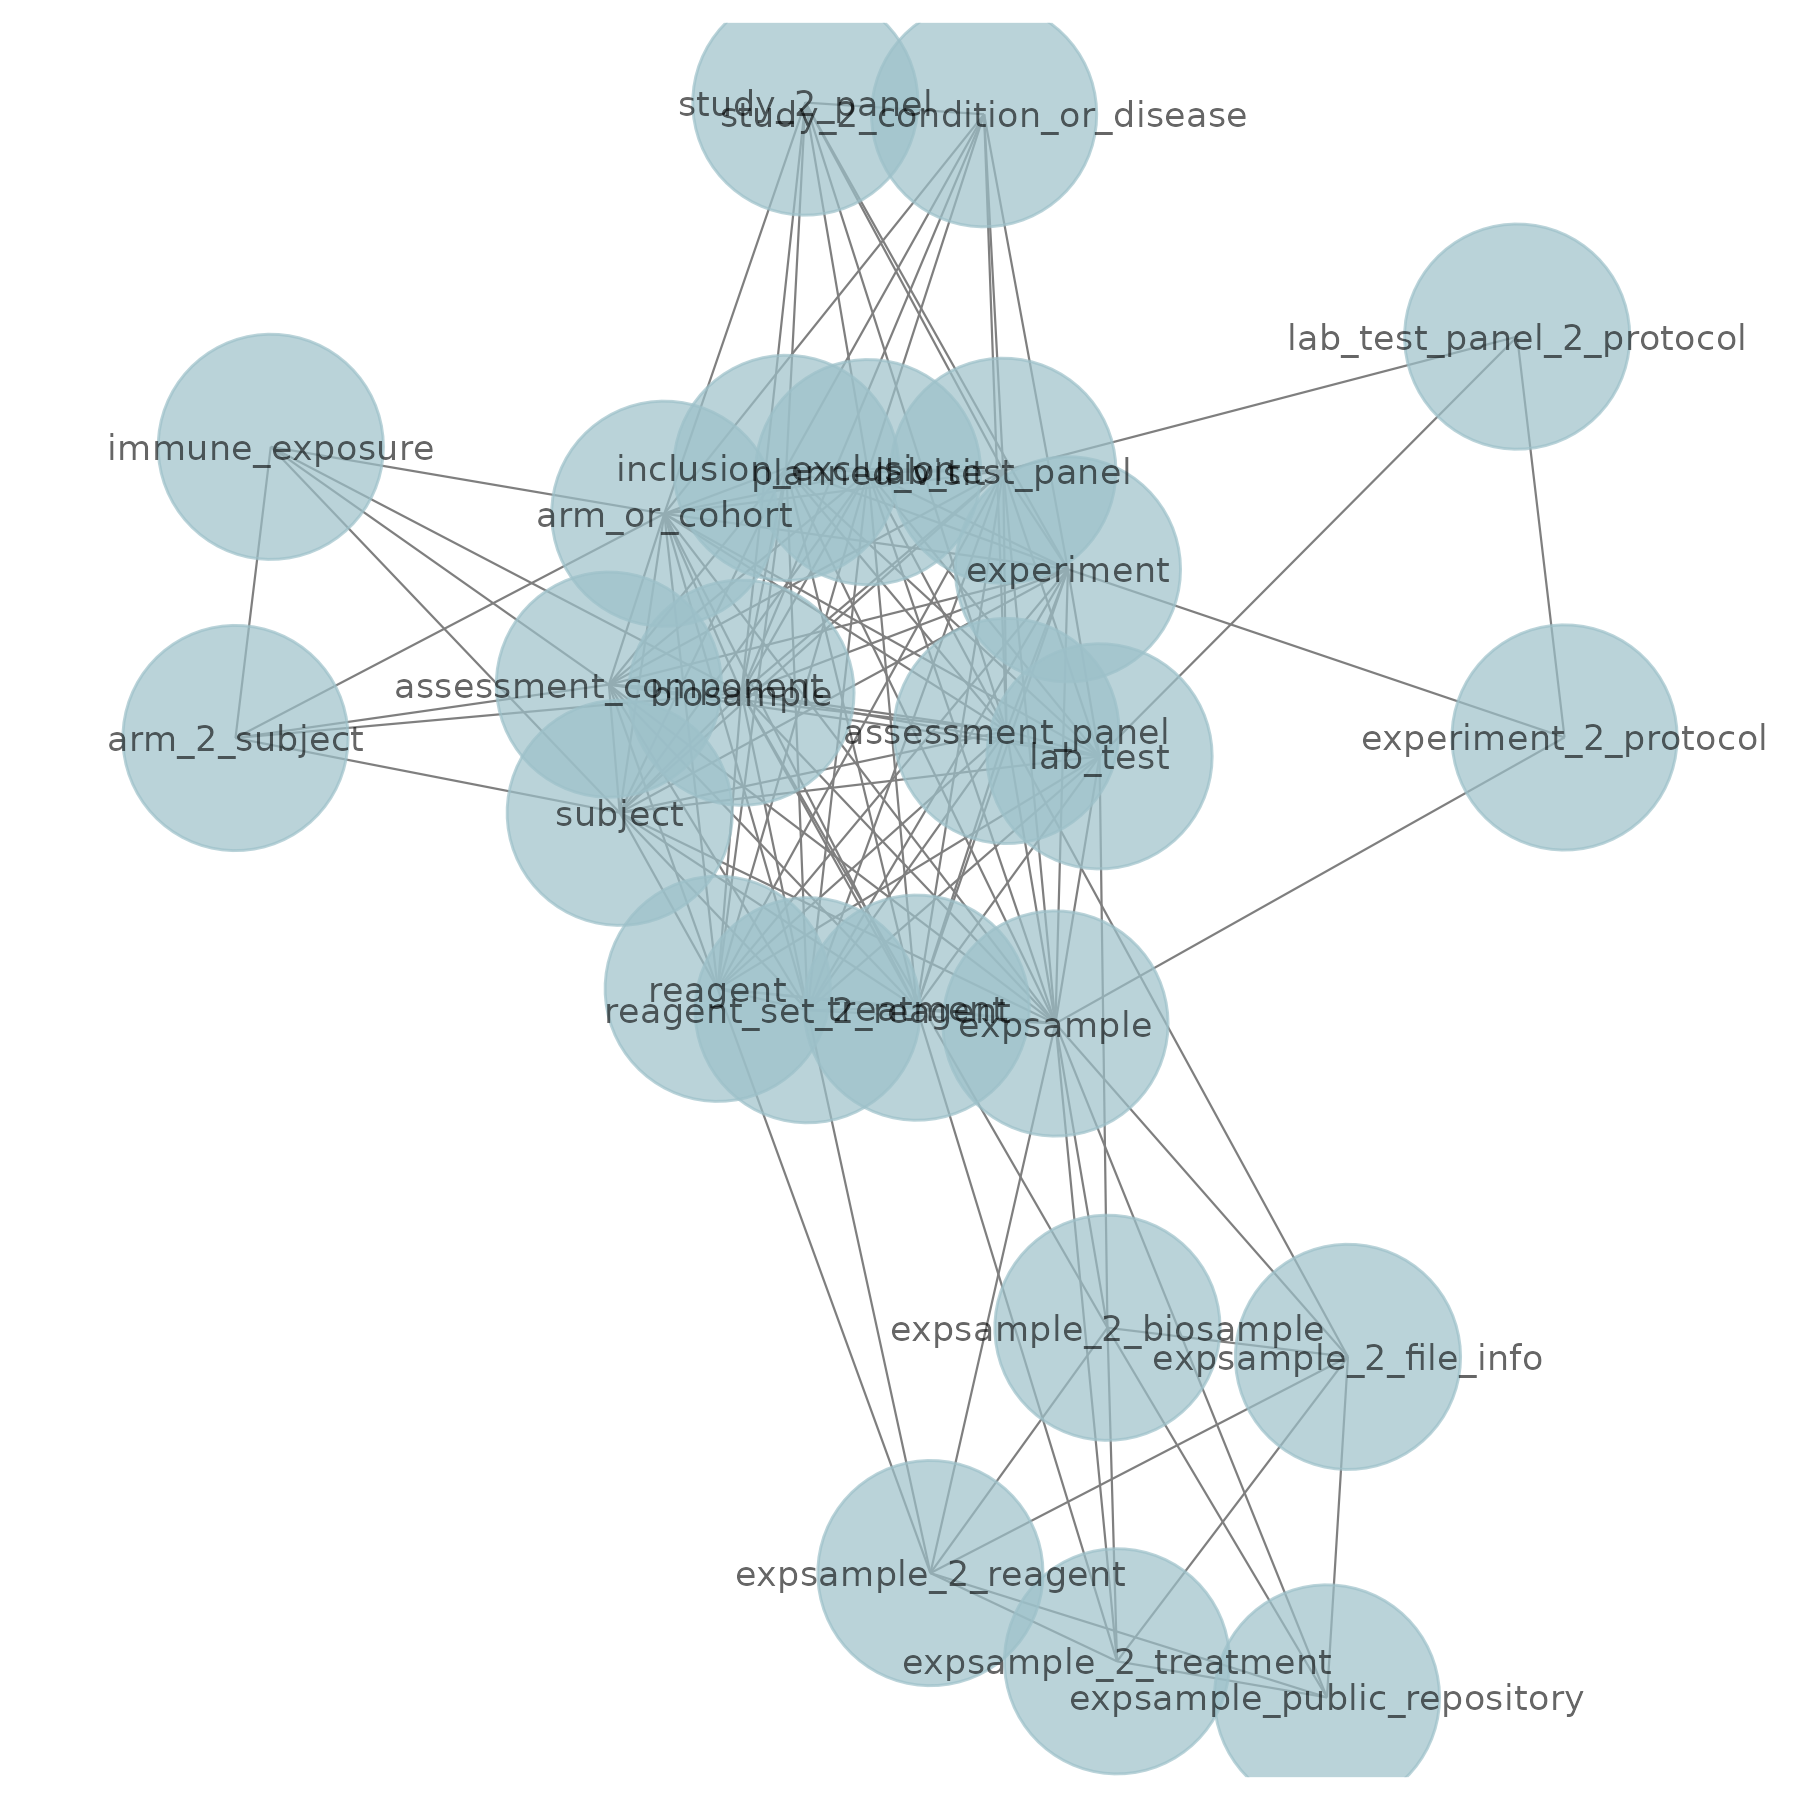 study_2_panel
study_2_condition_or_disease
lab_test_panel_2_protocol
immune_exposure
inclusion_exclusion
planned_visit
lab_test_panel
arm_or_cohort
experiment
assessment_component
biosample
assessment_panel
arm_2_subject
experiment_2_protocol
lab_test
subject
reagent
reagent_set_2_reagent
treatment
expsample
expsample_2_biosample
expsample_2_file_info
expsample_2_reagent
expsample_2_treatment
expsample_public_repository